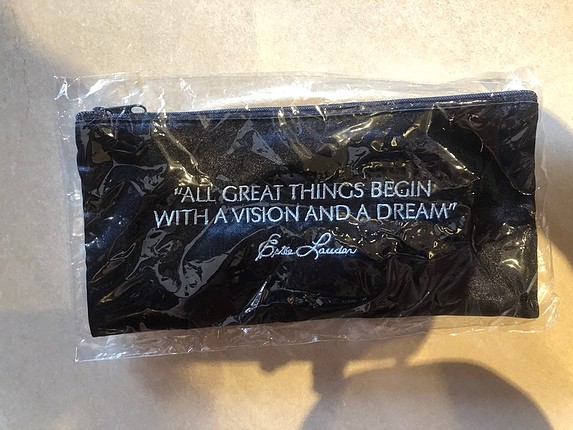 "ALL GREAT THINGS BEGIN
WITH A VISION AND A DREAM"
Estée Lauder